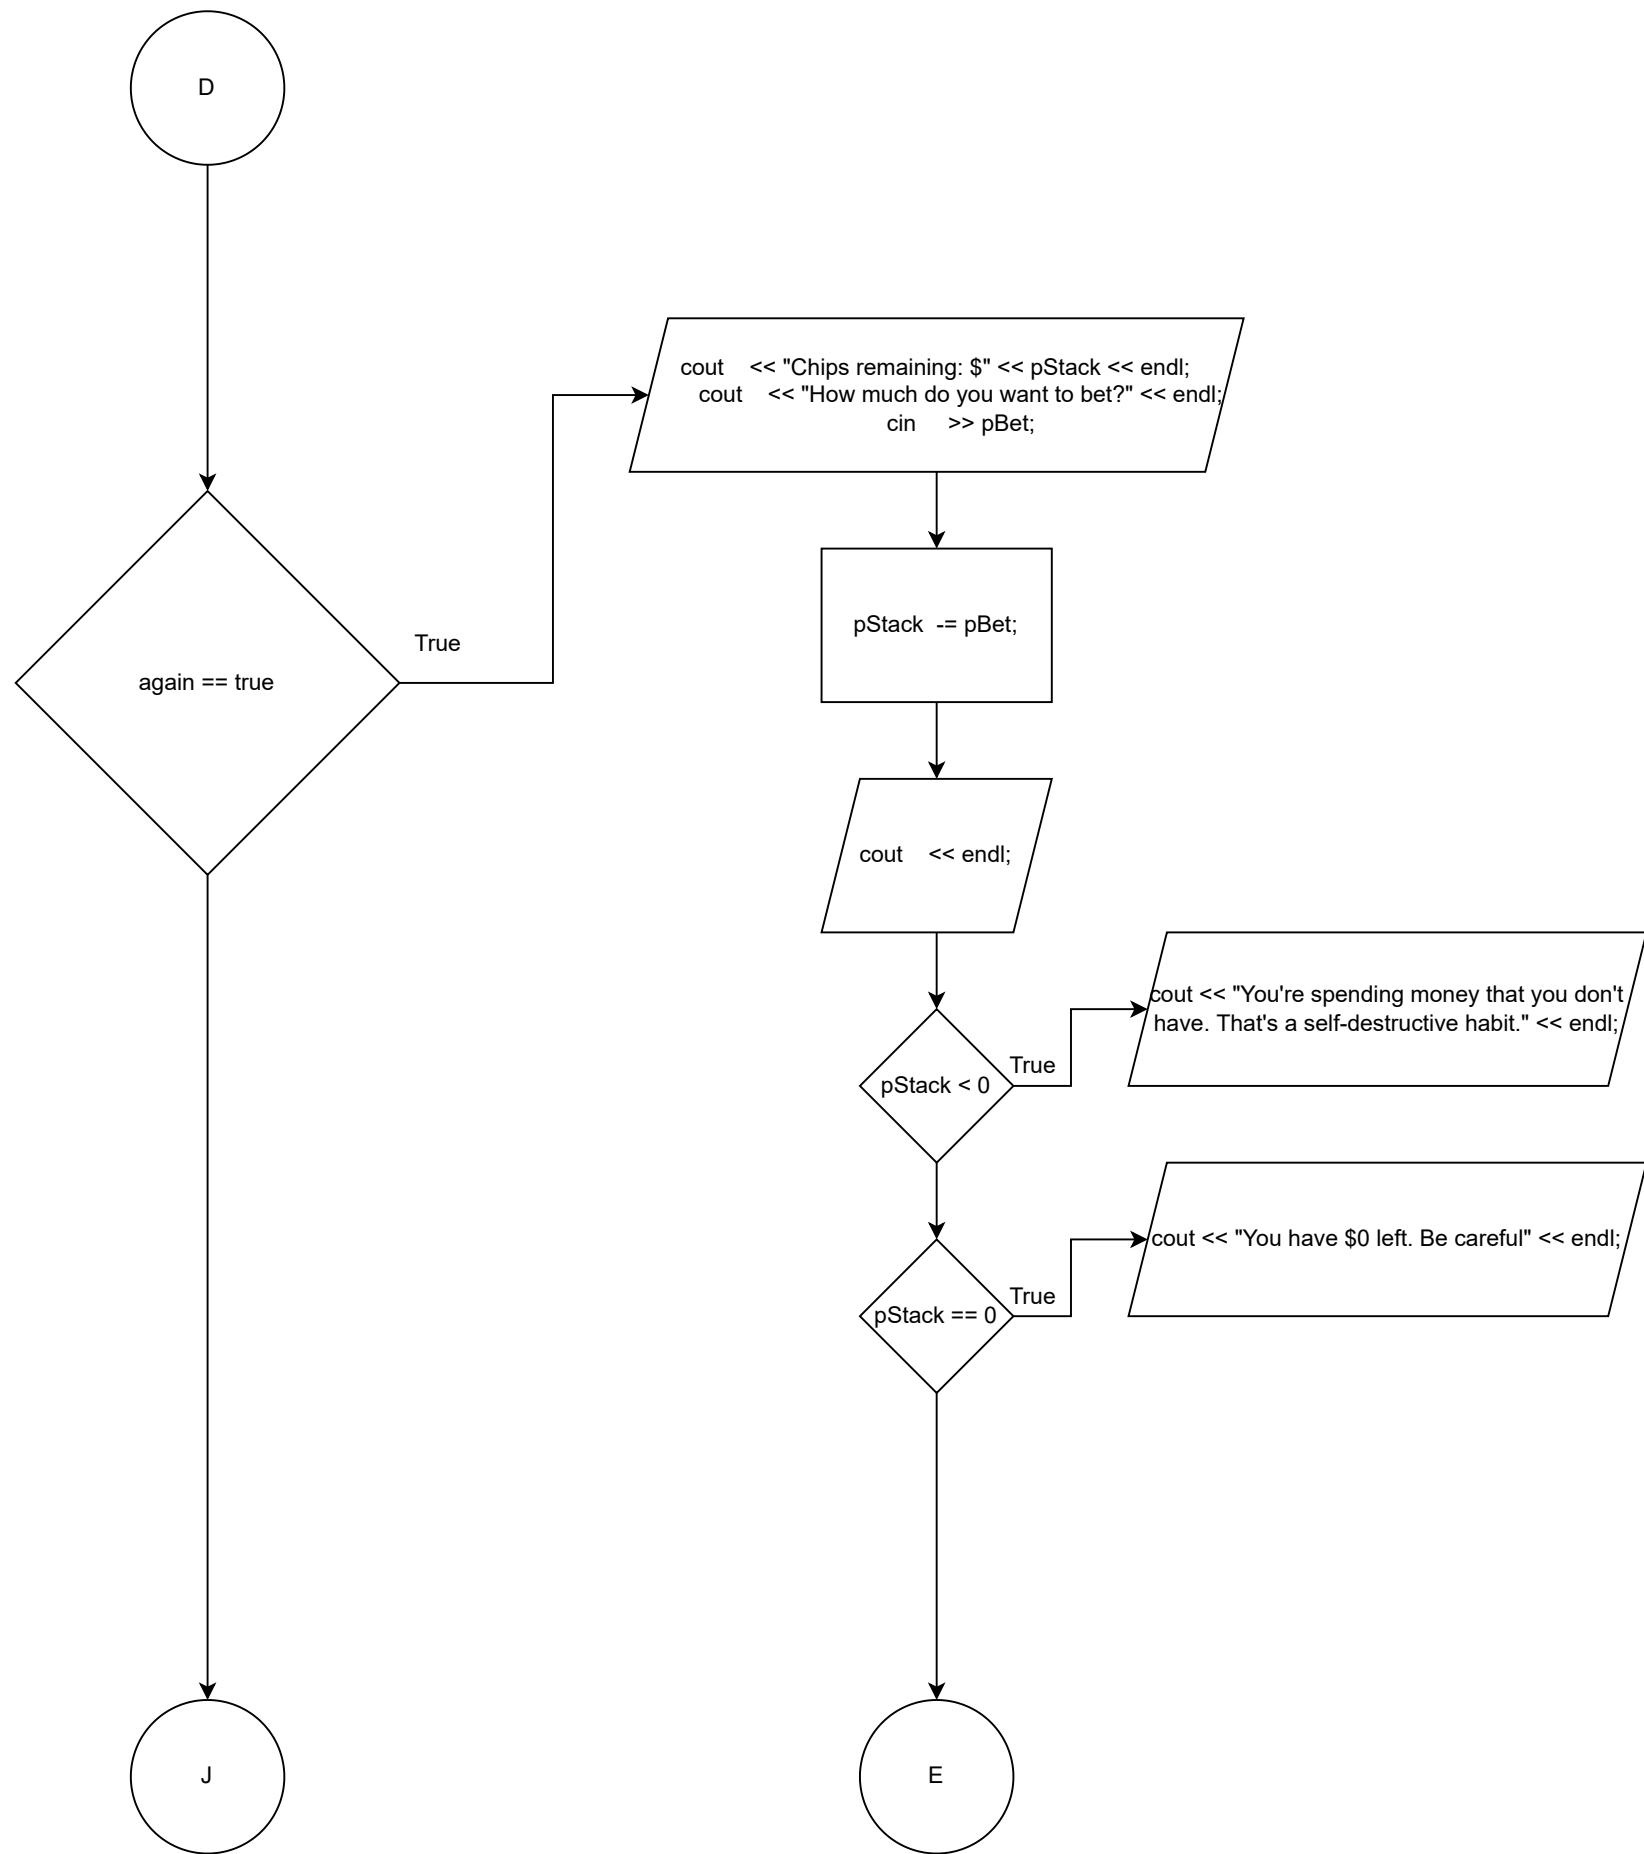 D
cout    << "Chips remaining: $" << pStack << endl;
cout    << "How much do you want to bet?" << endl;
cin     >> pBet;
pStack  -= pBet;
True
again == true
cout    << endl;
cout << "You're spending money that you don't
have. That's a self-destructive habit." << endl;
True
pStack < 0
cout << "You have $0 left. Be careful" << endl;
True
pStack == 0
J
E